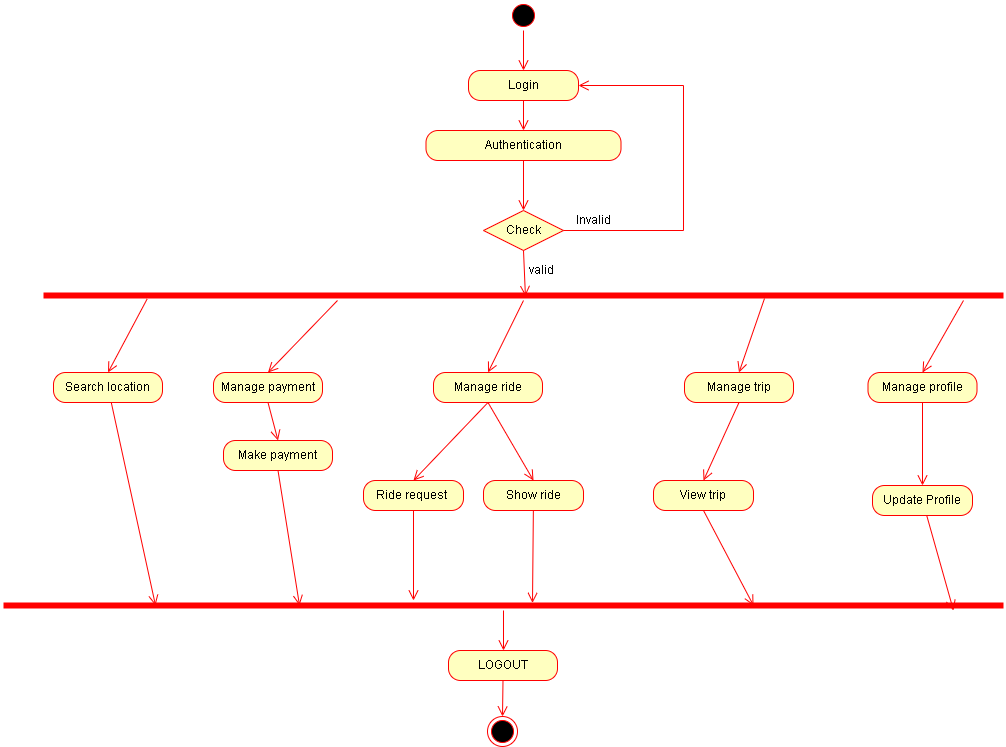 Login
Authentication
Check
Invalid
valid
Search location
Manage payment
Manage ride
Manage trip
Manage profile
Make payment
Ride request
Show ride
View trip
Update Profile
LOGOUT